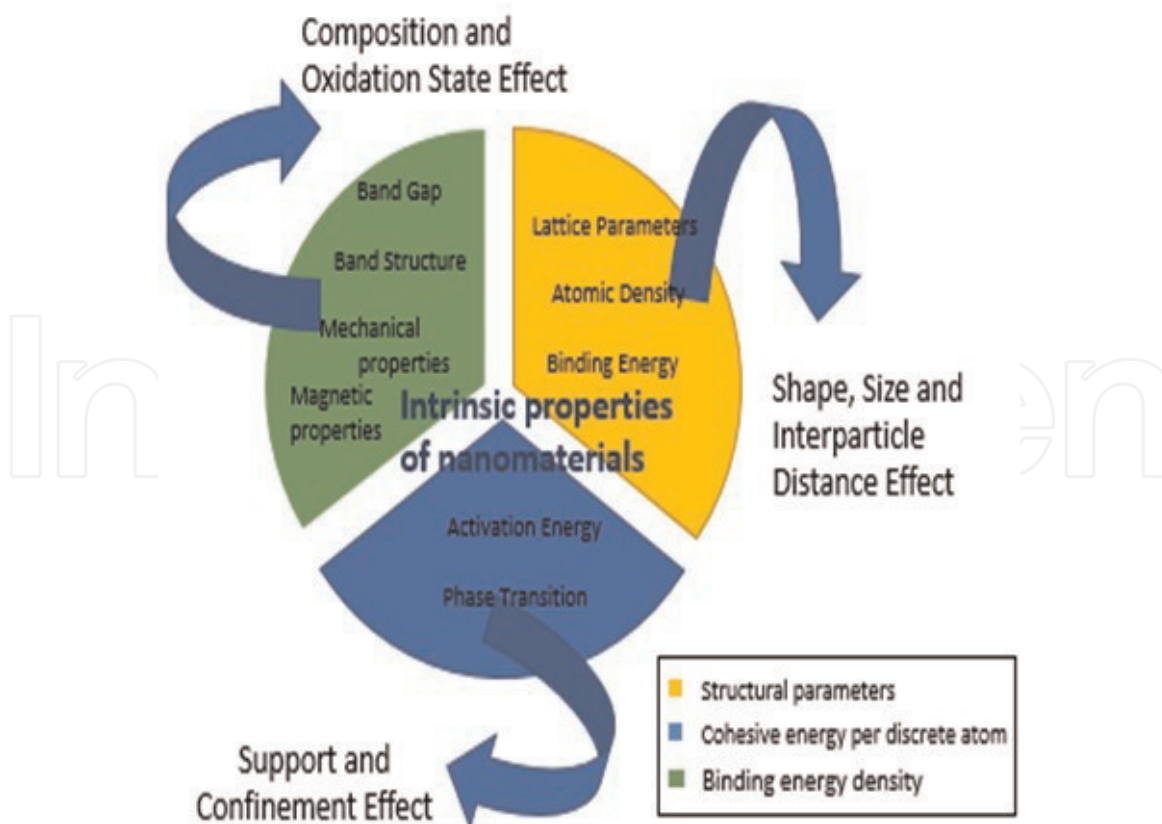 Composition and
Oxidation State Effect
Band Gap
Band Structure
Mechanical
properties
Magnetic
properties
Lattice Parameters
Atomic Density
Binding Energy
Intrinsic properties
of nanomaterials
Activation Energy
Phase Transition
Shape, Size and
Interparticle
Distance Effect
Support and
Confinement Effect
Structural parameters
Cohesive energy per discrete atom
Binding energy density